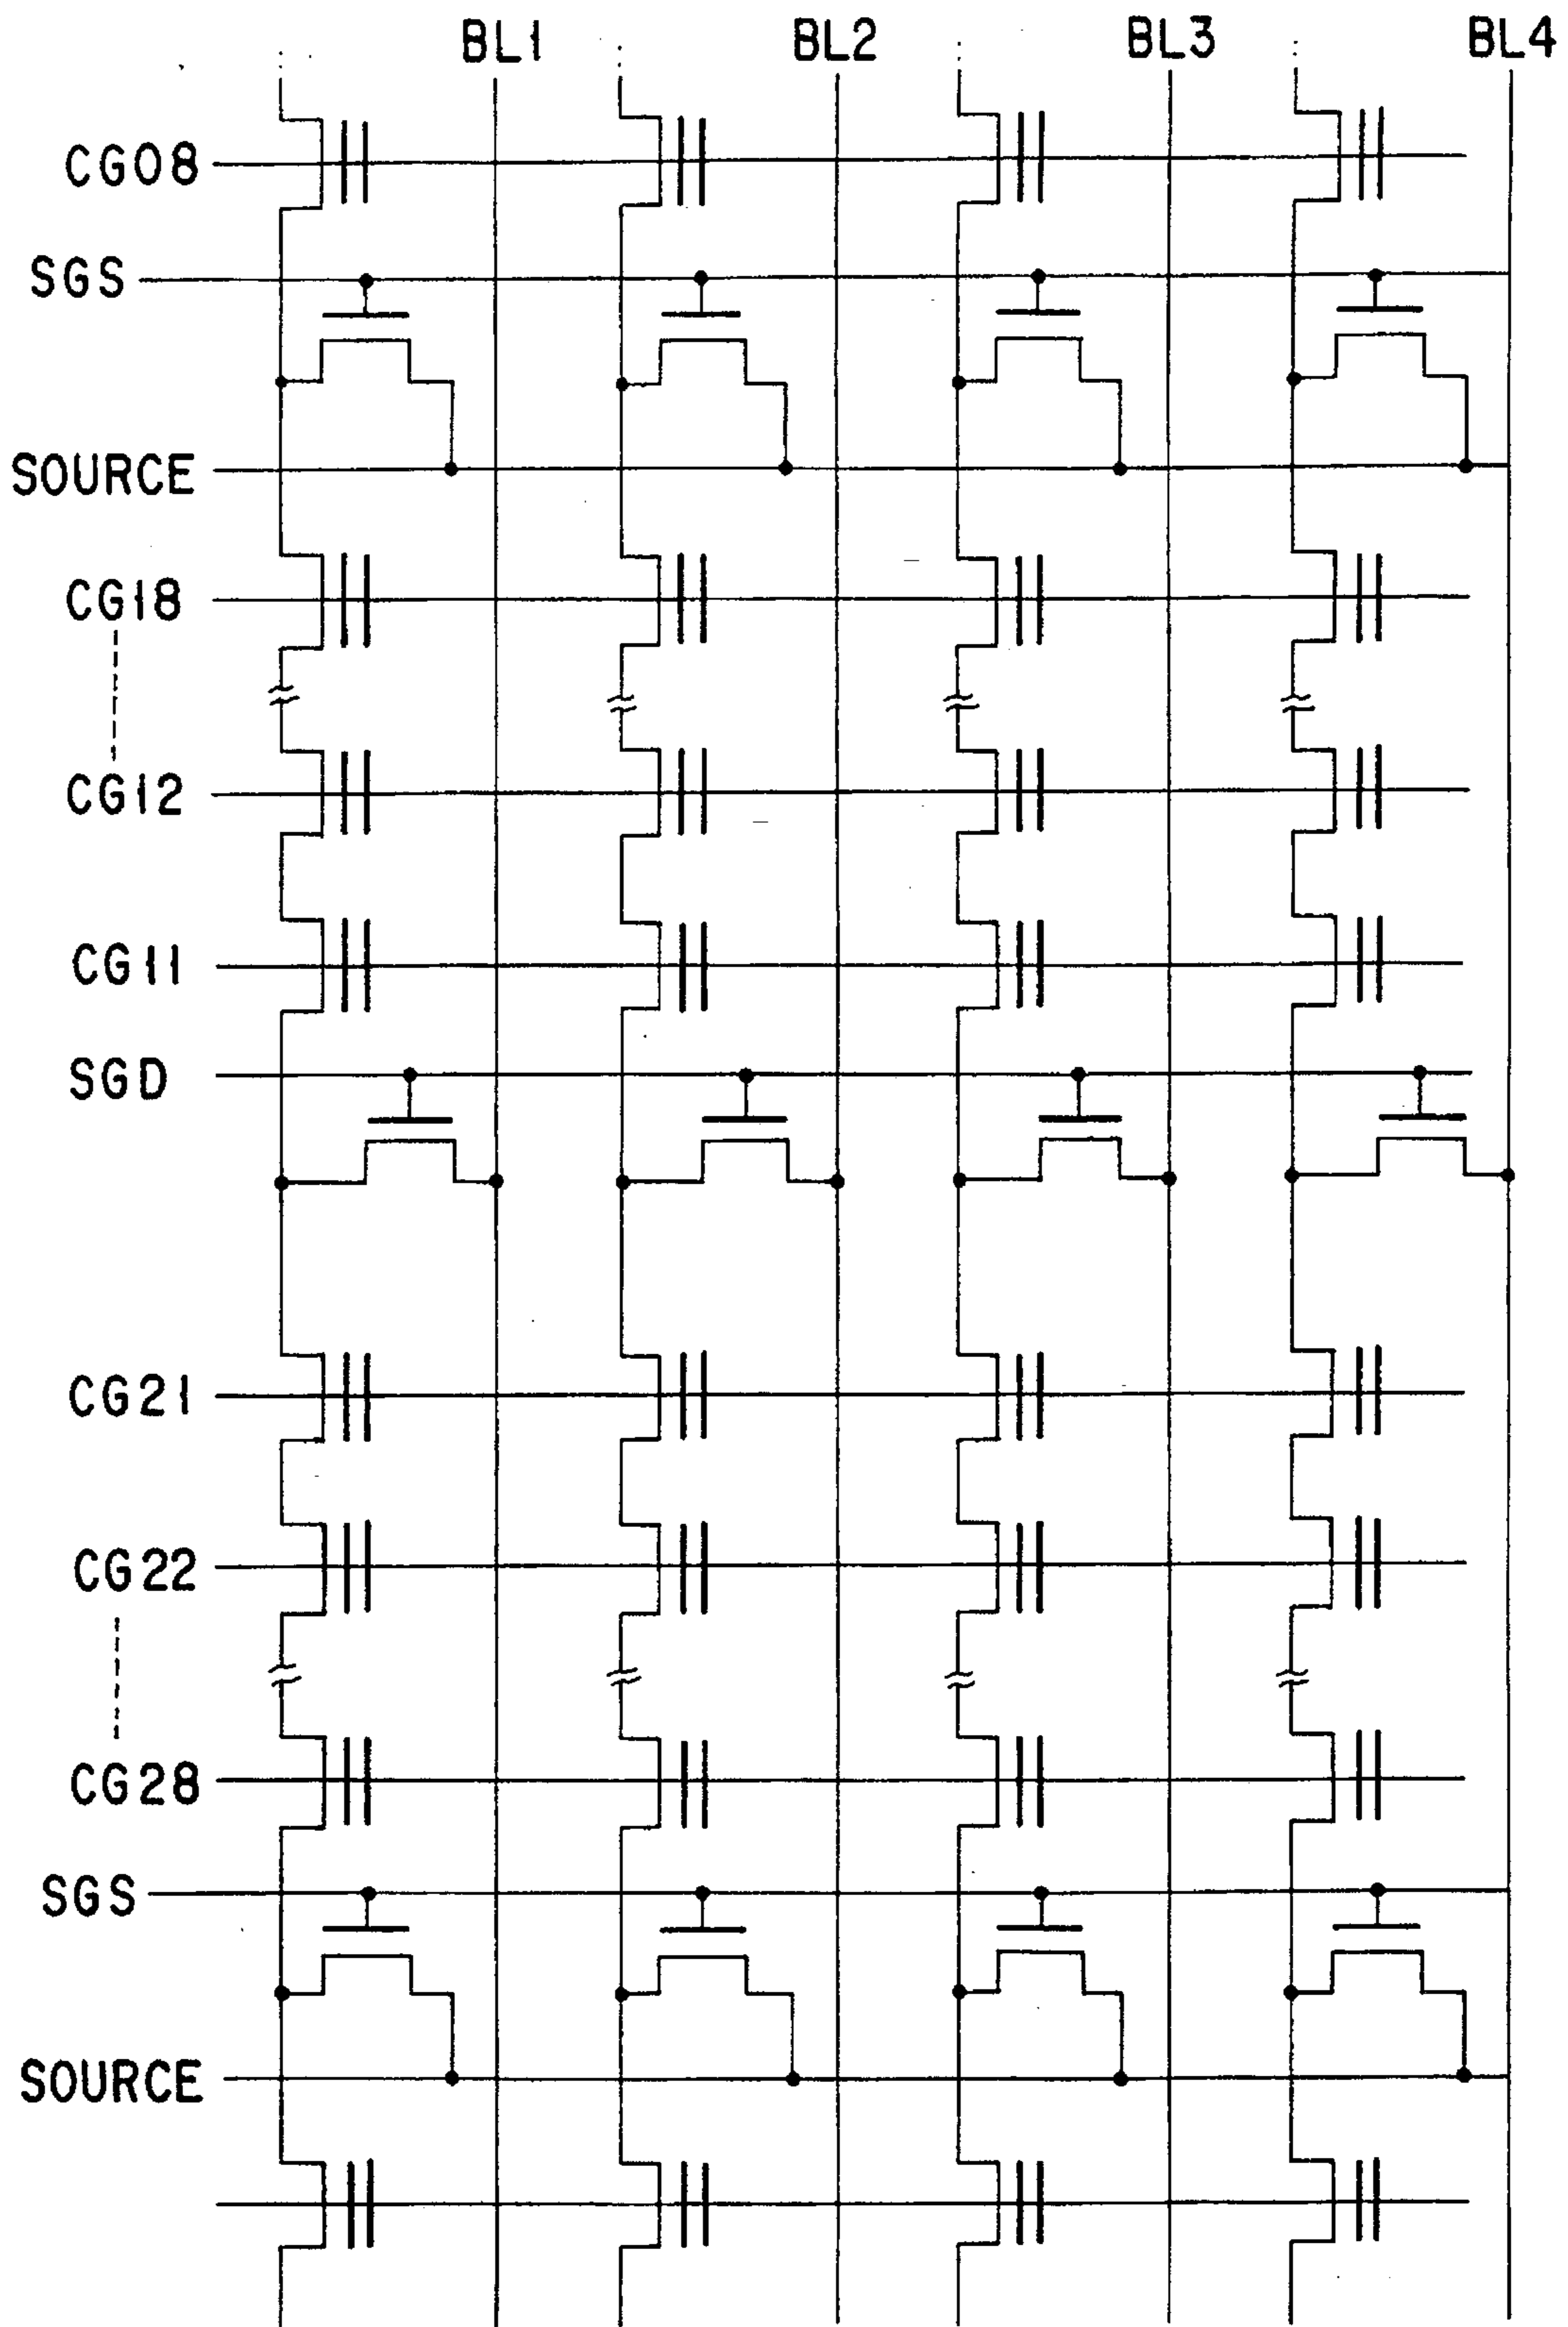 BL1 BL2 BL3 BL4
CG08
SGS
SOURCE
CG18
CG12
CG11
SGD
CG21
CG22
CG28
SGS
SOURCE